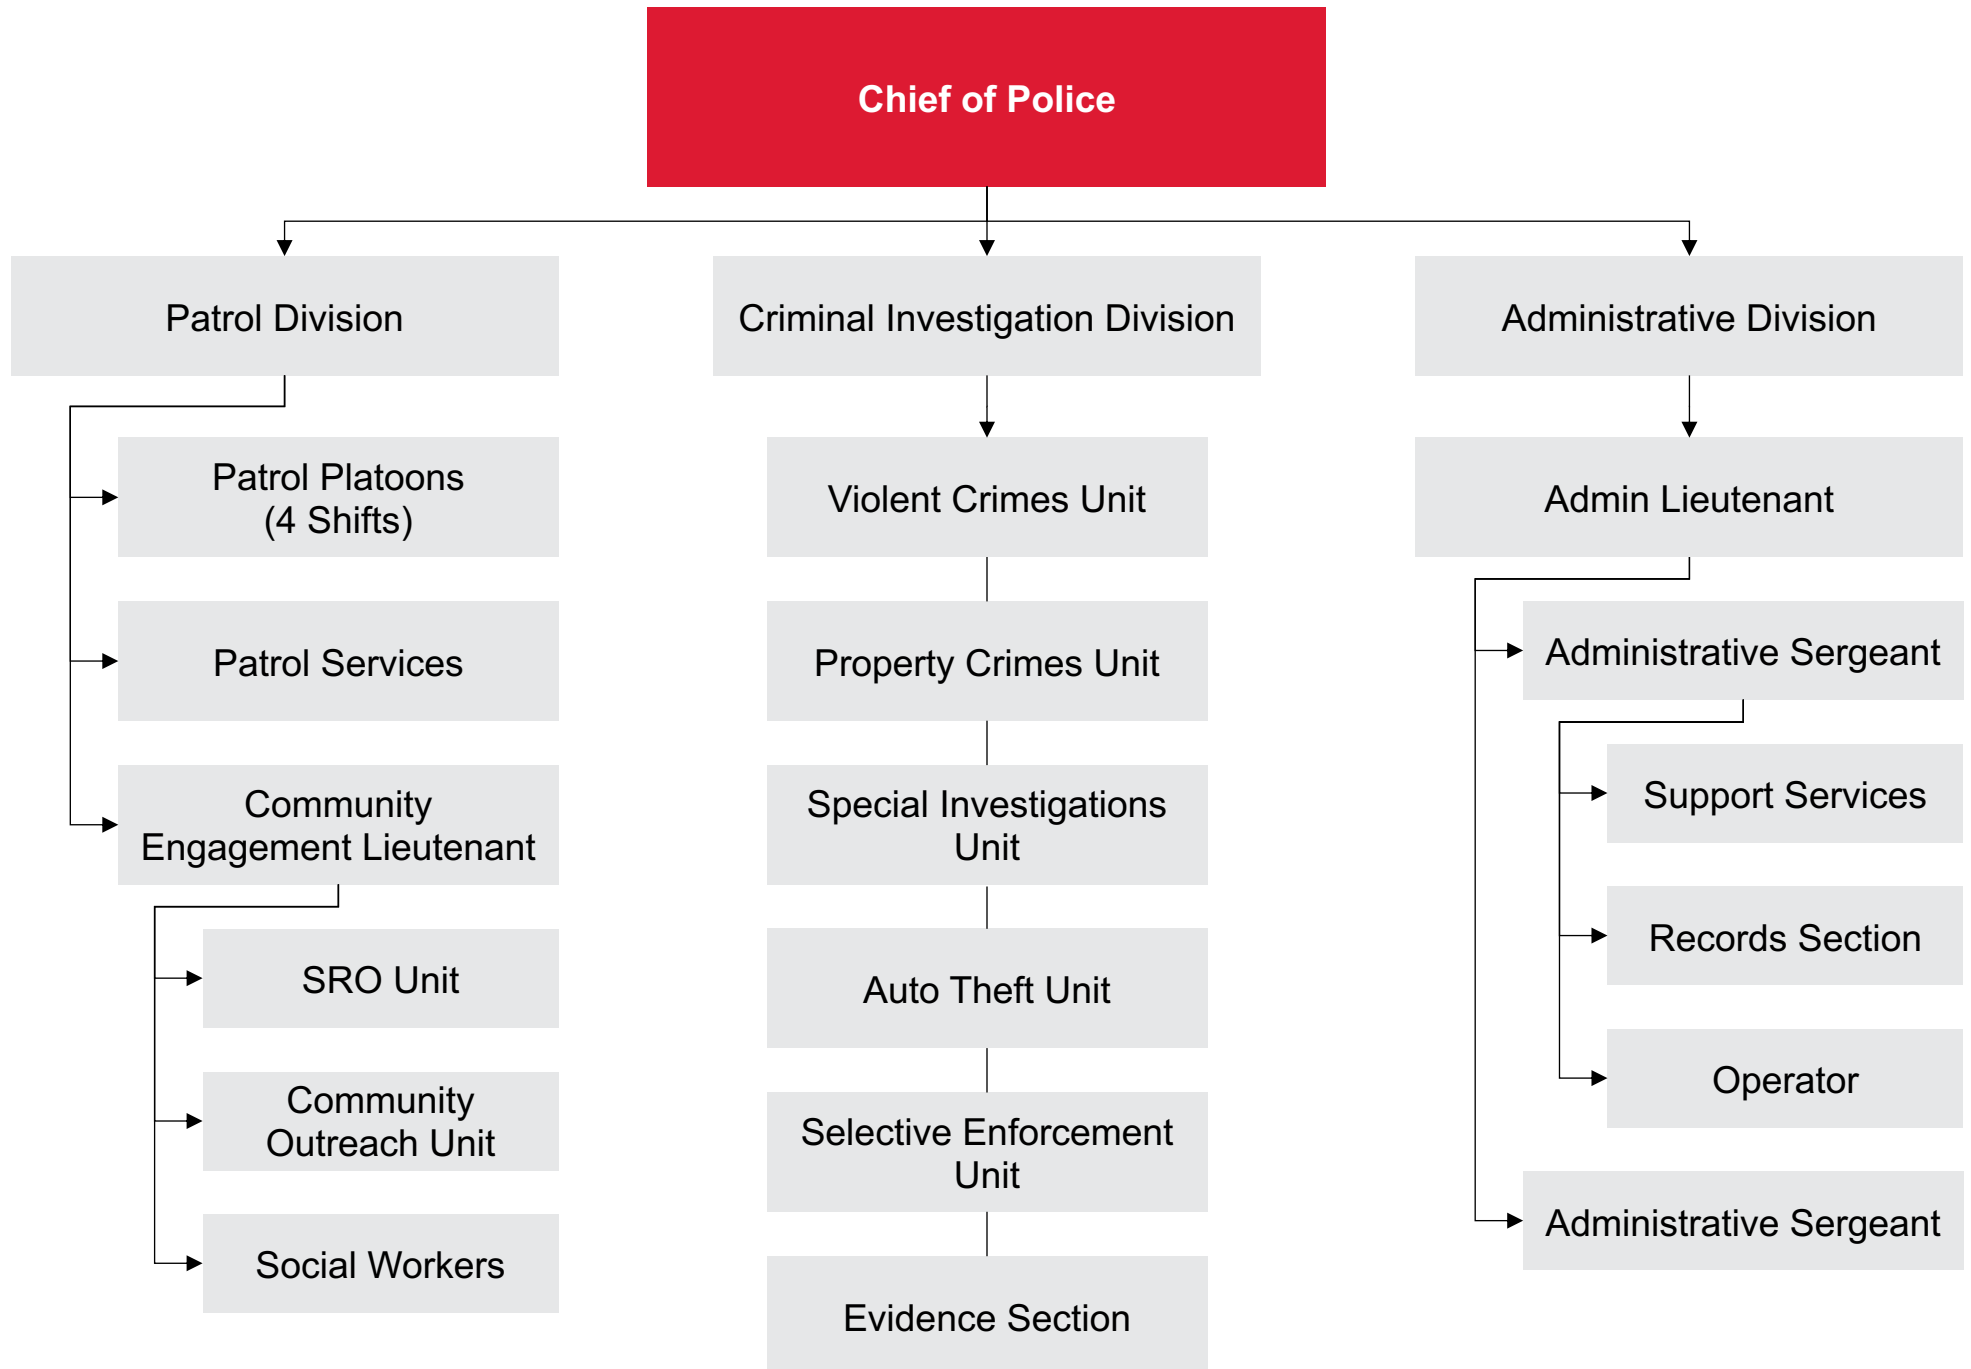 Chief of Police
Patrol Division
Criminal Investigation Division
Administrative Division
Patrol Platoons
(4 Shifts)
Patrol Services
Community
Engagement Lieutenant
SRO Unit
Community
Outreach Unit
Social Workers
Violent Crimes Unit
Property Crimes Unit
Special Investigations
Unit
Auto Theft Unit
Selective Enforcement
Unit
Evidence Section
Admin Lieutenant
Administrative Sergeant
Support Services
Records Section
Operator
Administrative Sergeant